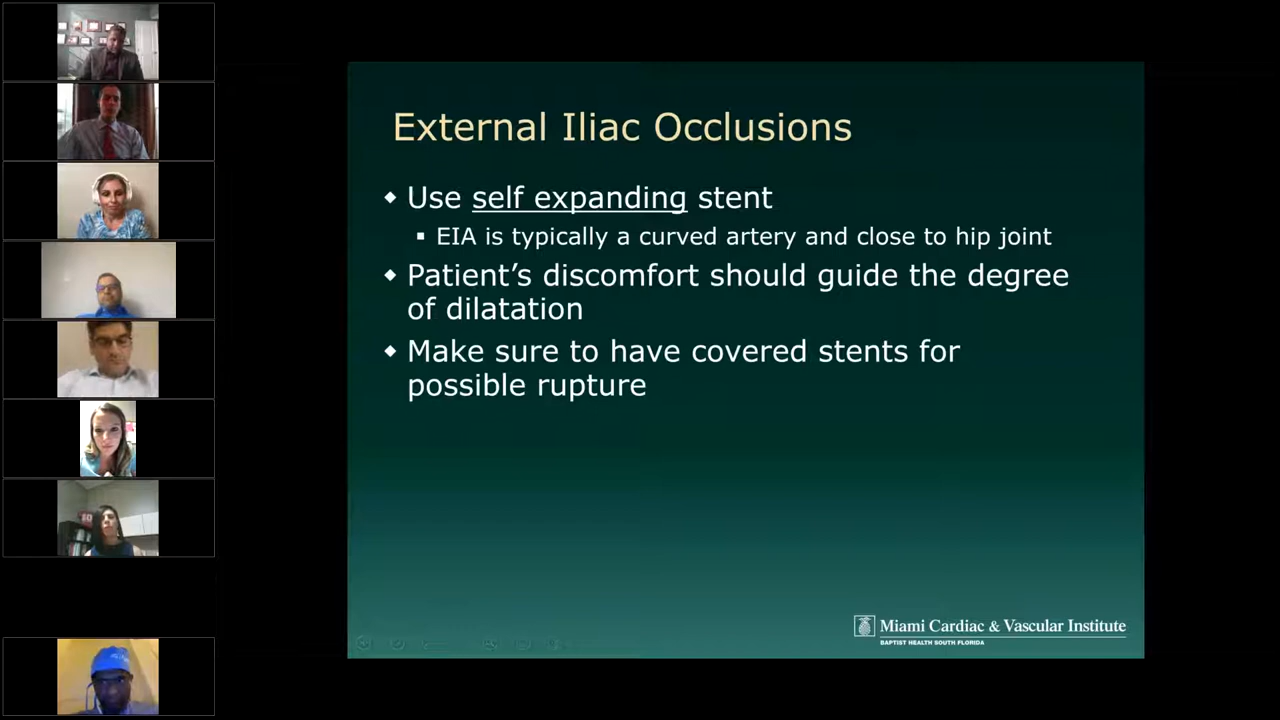 External Iliac Occlusions
◆ Use self expanding stent
▪ EIA is typically a curved artery and close to hip joint
◆ Patient’s discomfort should guide the degree
of dilatation
◆ Make sure to have covered stents for
possible rupture
Miami Cardiac & Vascular Institute
BAPTIST HEALTH SOUTH FLORIDA